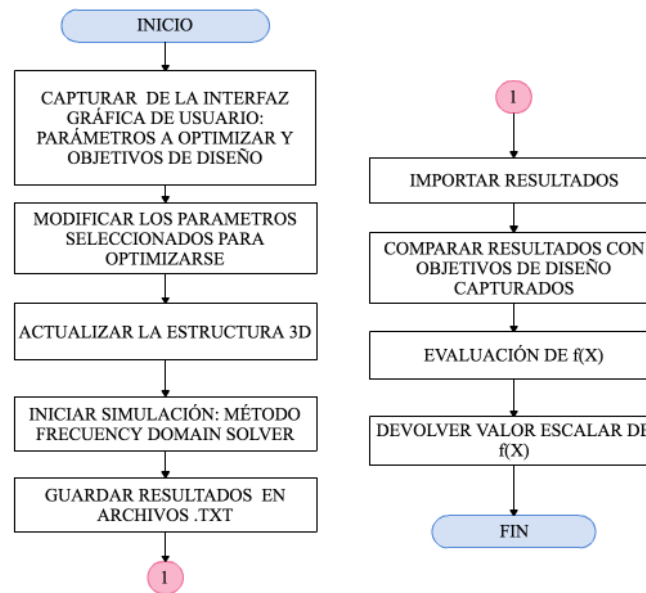 INICIO
CAPTURAR DE LA INTERFAZ
GRÁFICA DE USUARIO:
PARÁMETROS A OPTIMIZAR Y
OBJETIVOS DE DISEÑO
MODIFICAR LOS PARAMETROS
SELECCIONADOS PARA
OPTIMIZARSE
ACTUALIZAR LA ESTRUCTURA 3D
INICIAR SIMULACIÓN: MÉTODO
FRECUENCY DOMAIN SOLVER
GUARDAR RESULTADOS EN
ARCHIVOS .TXT
1
1
IMPORTAR RESULTADOS
COMPARAR RESULTADOS CON
OBJETIVOS DE DISEÑO
CAPTURADOS
EVALUACIÓN DE f(X)
DEVOLVER VALOR ESCALAR DE
f(X)
FIN